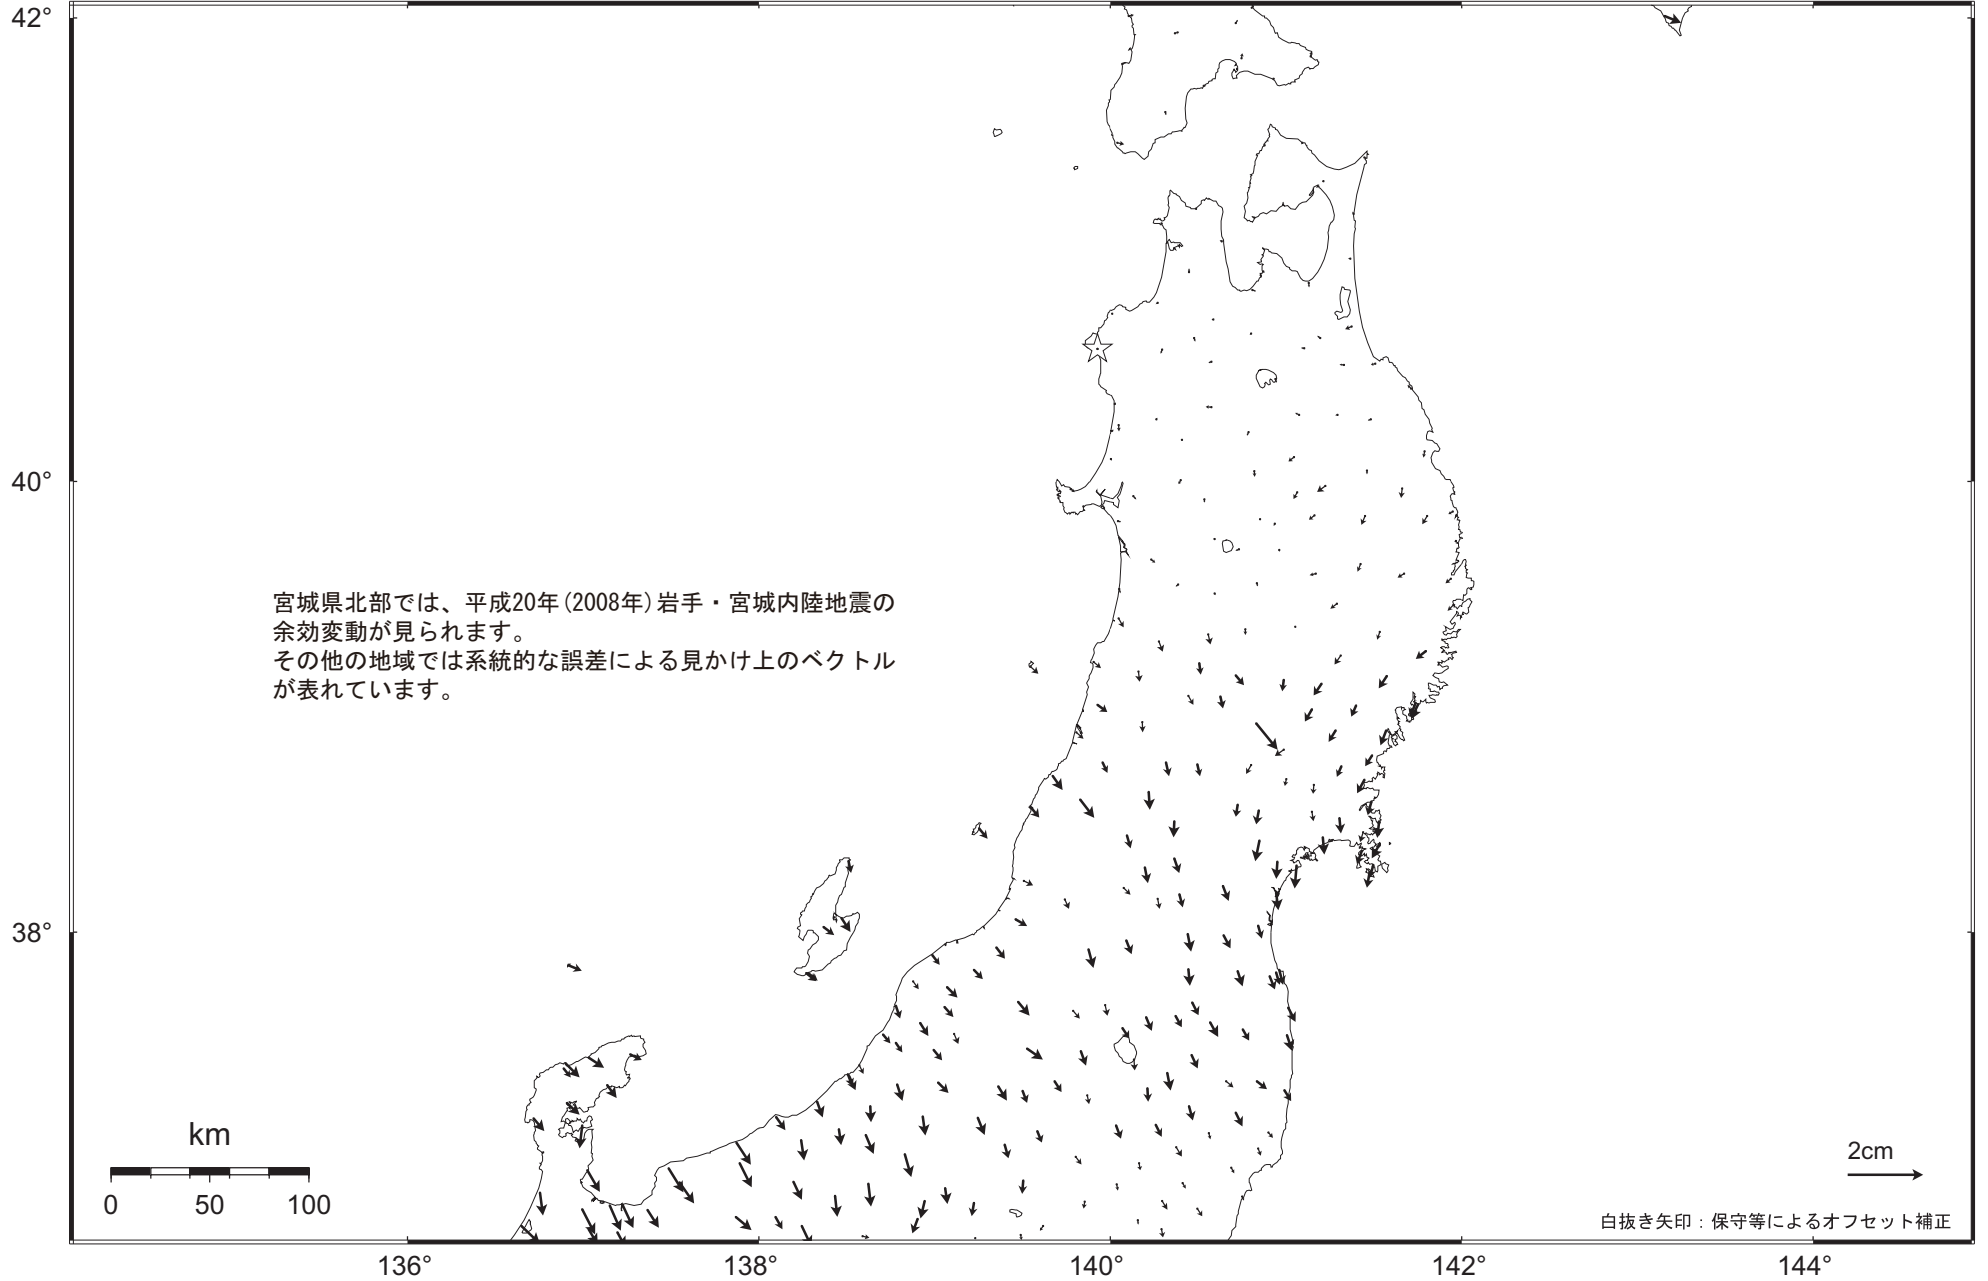 42°
40°
38°
宮城県北部では、平成20年(2008年)岩手・宮城内陸地震の
余効変動が見られます。
その他の地域では系統的な誤差による見かけ上のベクトル
が表れています。
km
0 50 100
2cm
白抜き矢印：保守等によるオフセット補正
136° 138° 140° 142° 144°